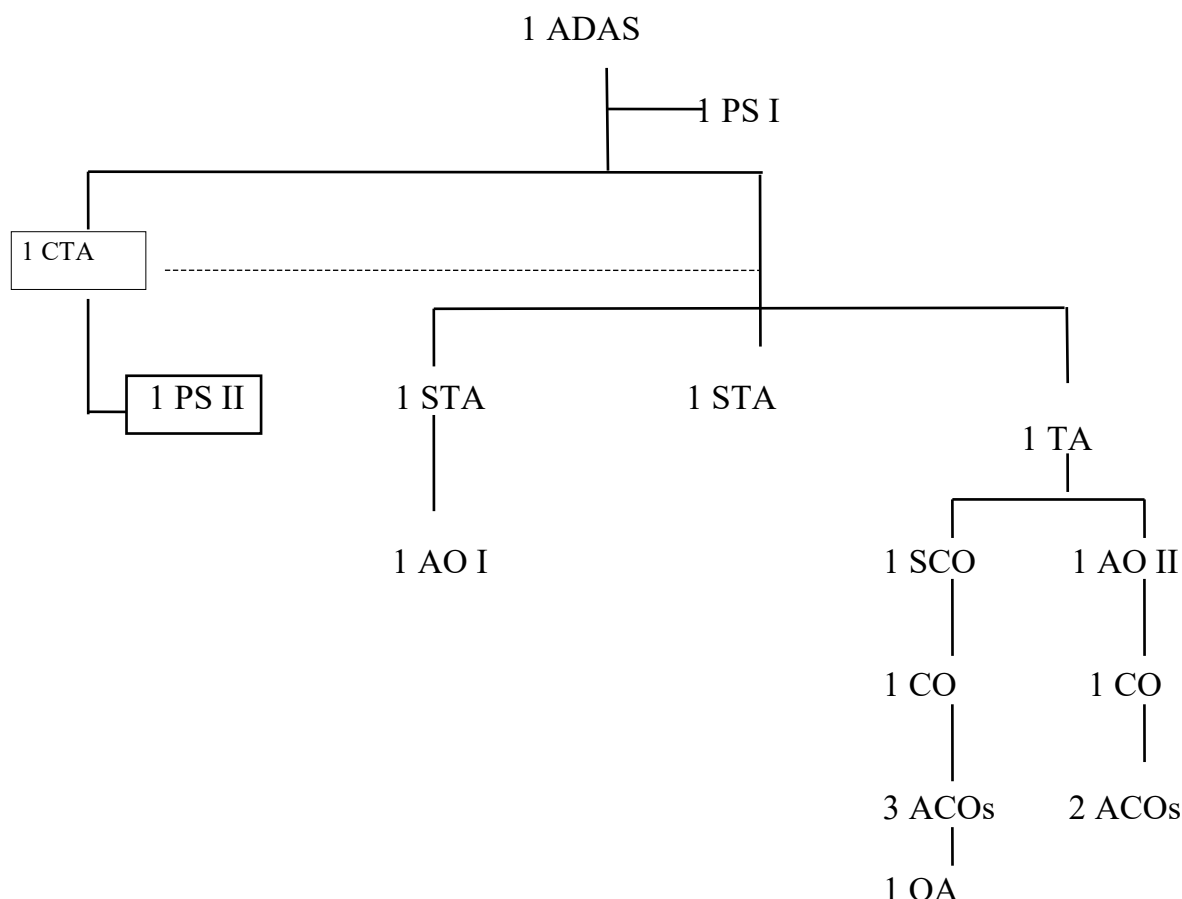 1 ADAS
1 PS I
1 CTA
1 PS II
1 STA
1 STA
1 TA
1 AO I
1 SCO
1 AO II
1 CO
1 CO
3 ACOs
2 ACOs
1 OA